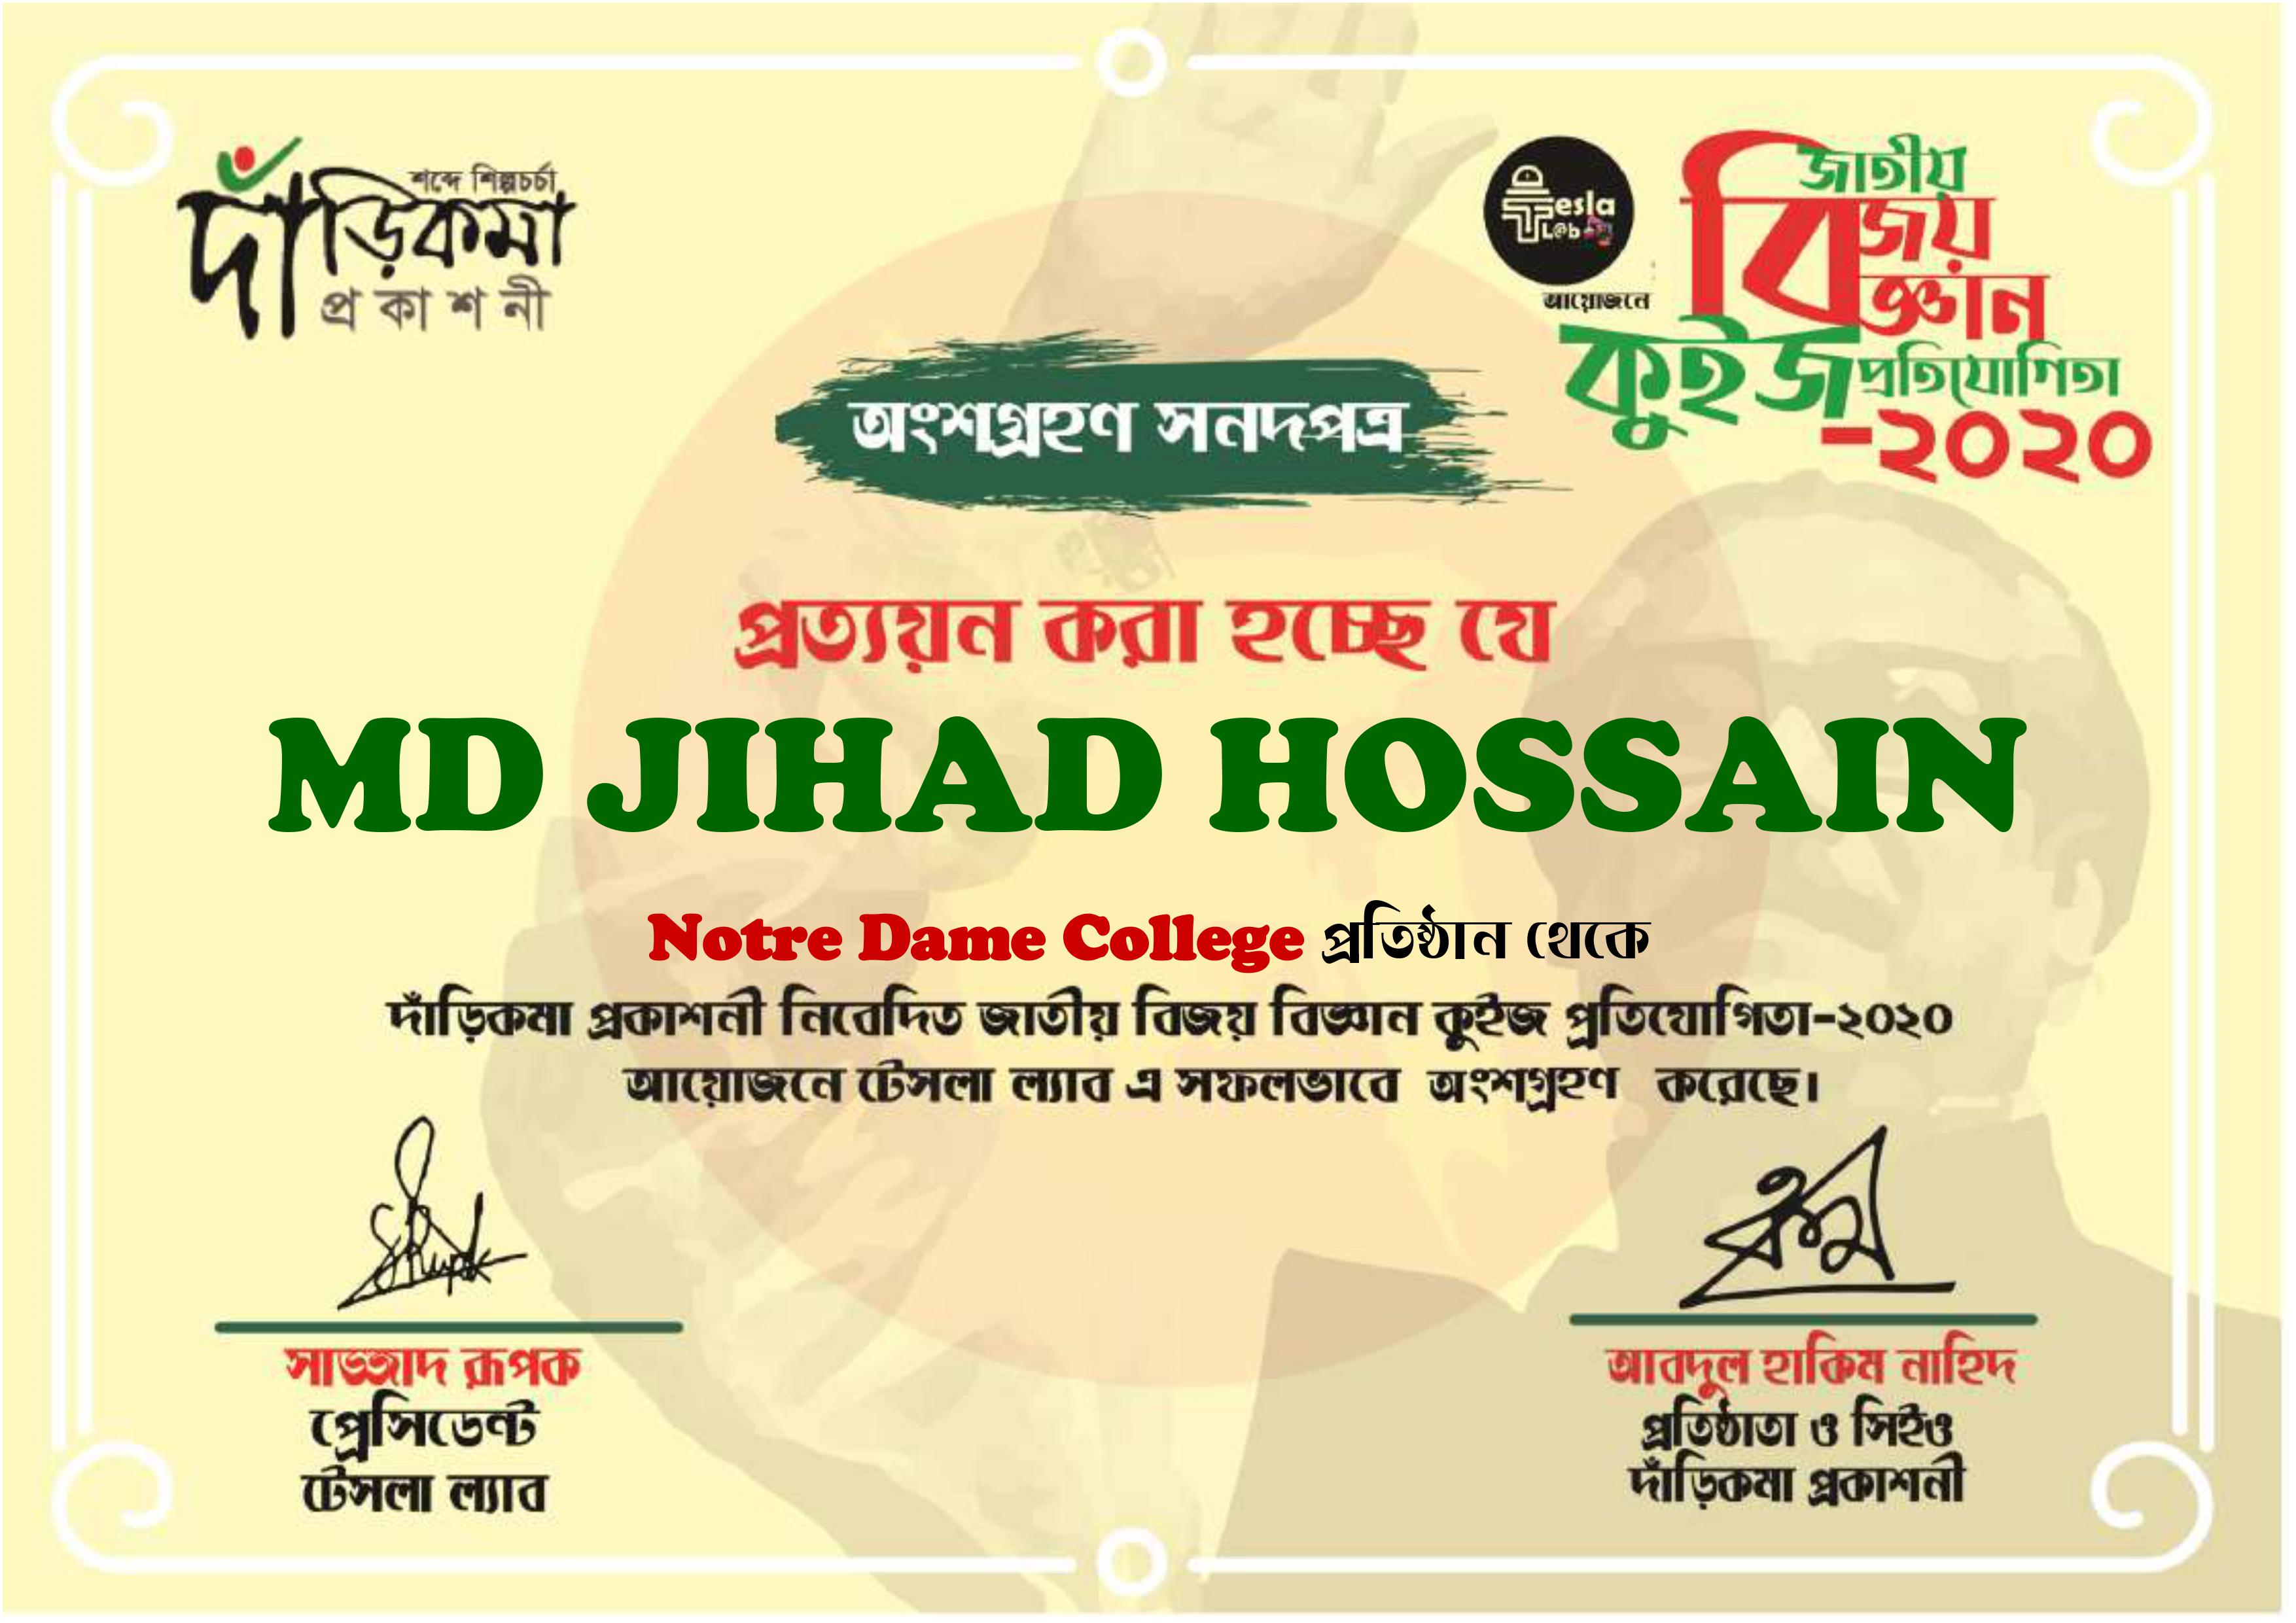 শব্দে শিল্পচর্চা
দাঁড়িকমা
প্রকাশনী
Tesla
L@b
আয়োজনে
জাতীয়
বিজয়
বিজ্ঞান
কুইজ প্রতিযোগিতা
-২০২০
অংশগ্রহণ সনদপত্র
প্রত্যয়ন করা হচ্ছে যে
MD JIHAD HOSSAIN
Notre Dame College প্রতিষ্ঠান থেকে
দাঁড়িকমা প্রকাশনী নিবেদিত জাতীয় বিজয় বিজ্ঞান কুইজ প্রতিযোগিতা-২০২০
আয়োজনে টেসলা ল্যাব এ সফলভাবে অংশগ্রহণ করেছে।
সাজ্জাদ রূপক
প্রেসিডেন্ট
টেসলা ল্যাব
আবদুল হাকিম নাহিদ
প্রতিষ্ঠাতা ও সিইও
দাঁড়িকমা প্রকাশনী